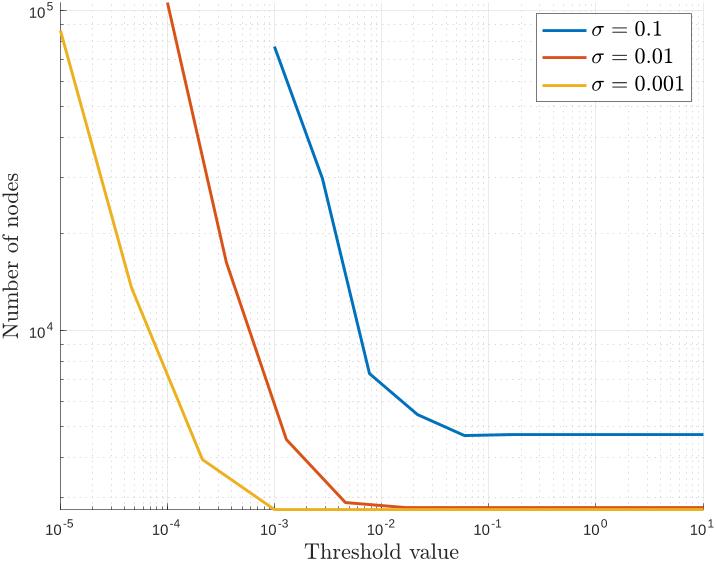 10^5
10^4
Number of nodes
σ = 0.1
σ = 0.01
σ = 0.001
10^-5 10^-4 10^-3 10^-2 10^-1 10^0 10^1
Threshold value